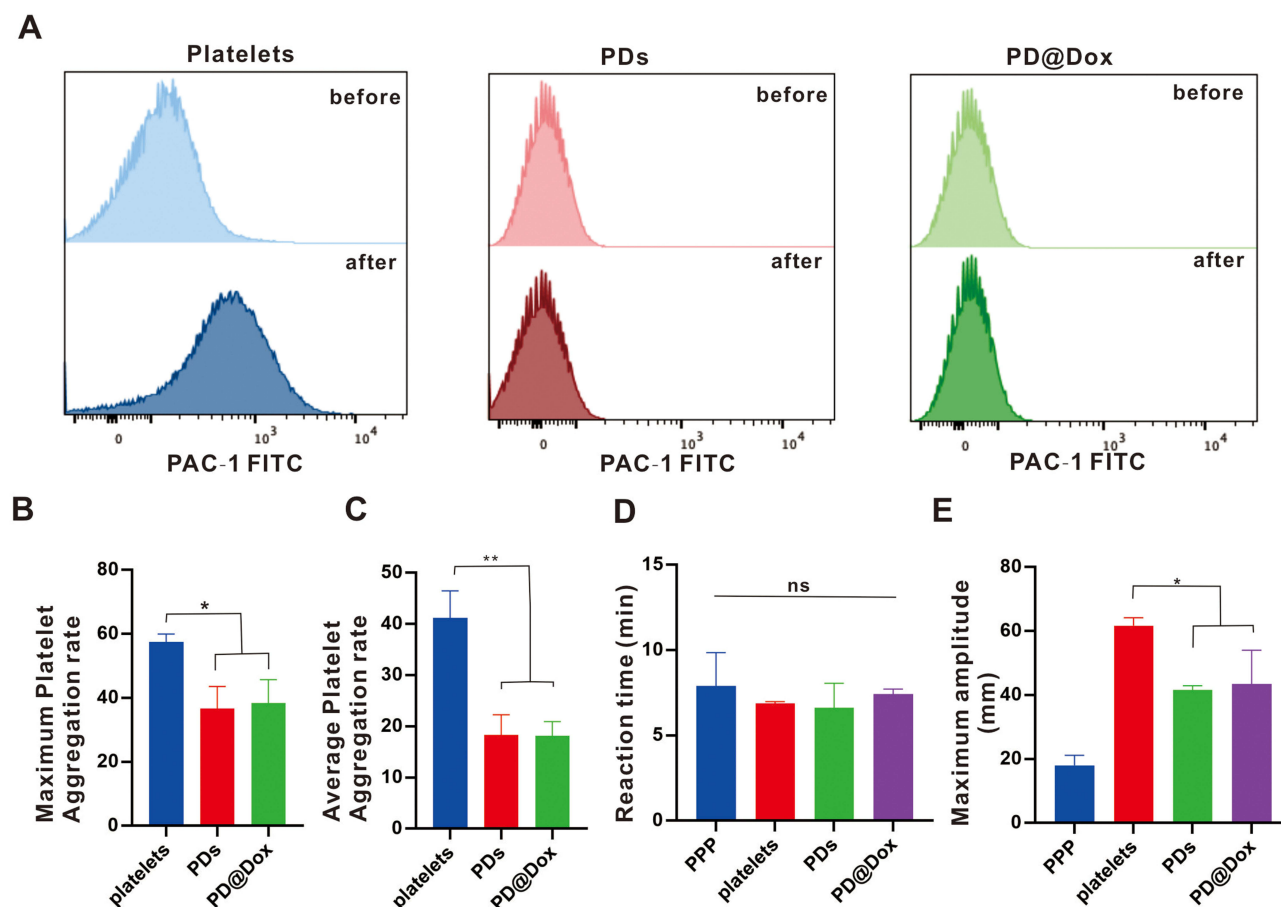 A
Platelets
PDs
PD@Dox
before
before
before
after
after
after
0
10³
10⁴
0
10³
10⁴
0
10³
10⁴
PAC-1 FITC
PAC-1 FITC
PAC-1 FITC
B
Maximum Platelet
Aggregation rate
80
60
40
20
0
*
platelets
PDs
PD@Dox
C
Average Platelet
Aggregation rate
50
40
30
20
10
0
**
platelets
PDs
PD@Dox
D
Reaction time (min)
15
10
5
0
ns
PPP
platelets
PDs
PD@Dox
E
Maximum amplitude
(mm)
80
60
40
20
0
*
PPP
platelets
PDs
PD@Dox